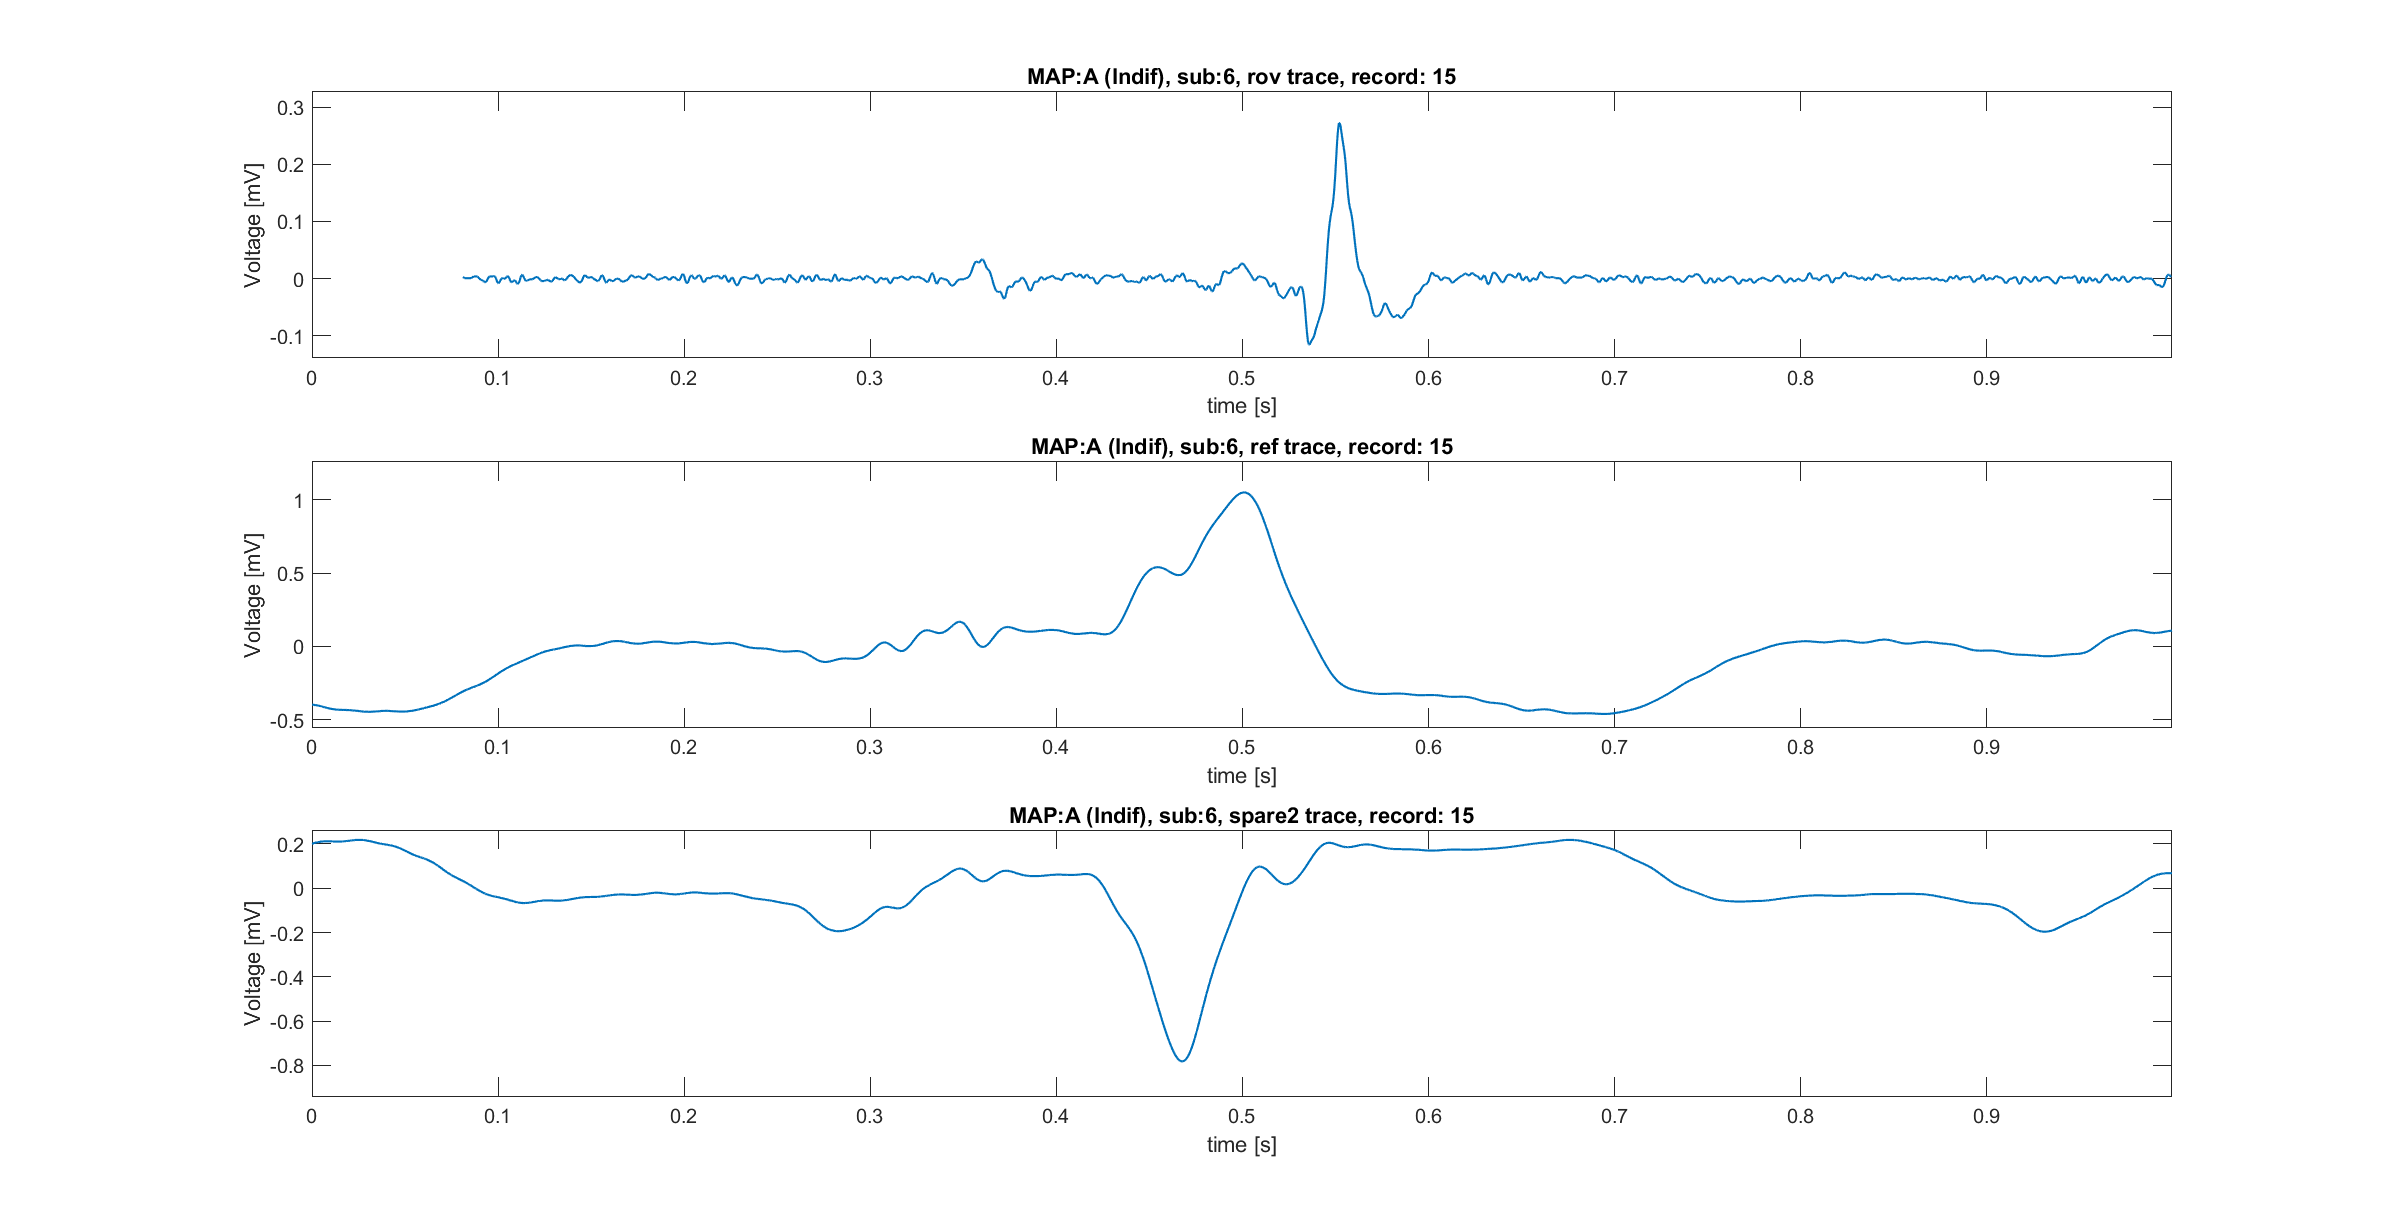 MAP:A (Indif), sub:6, rov trace, record: 15
Voltage [mV]
0.3
0.2
0.1
0
-0.1
0 0.1 0.2 0.3 0.4 0.5 0.6 0.7 0.8 0.9
time [s]
MAP:A (Indif), sub:6, ref trace, record: 15
Voltage [mV]
1
0.5
0
-0.5
0 0.1 0.2 0.3 0.4 0.5 0.6 0.7 0.8 0.9
time [s]
MAP:A (Indif), sub:6, spare2 trace, record: 15
Voltage [mV]
0.2
0
-0.2
-0.4
-0.6
-0.8
0 0.1 0.2 0.3 0.4 0.5 0.6 0.7 0.8 0.9
time [s]